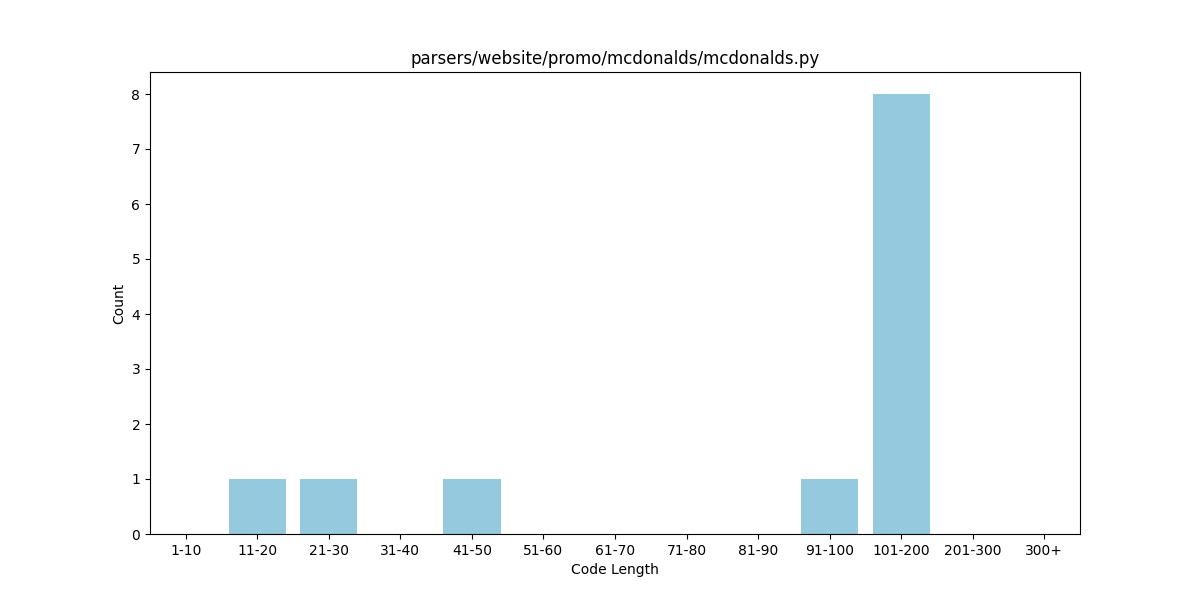 parsers/website/promo/mcdonalds/mcdonalds.py
8
7
6
5
4
3
2
1
0
Count
1-10 11-20 21-30 31-40 41-50 51-60 61-70 71-80 81-90 91-100 101-200 201-300 300+
Code Length